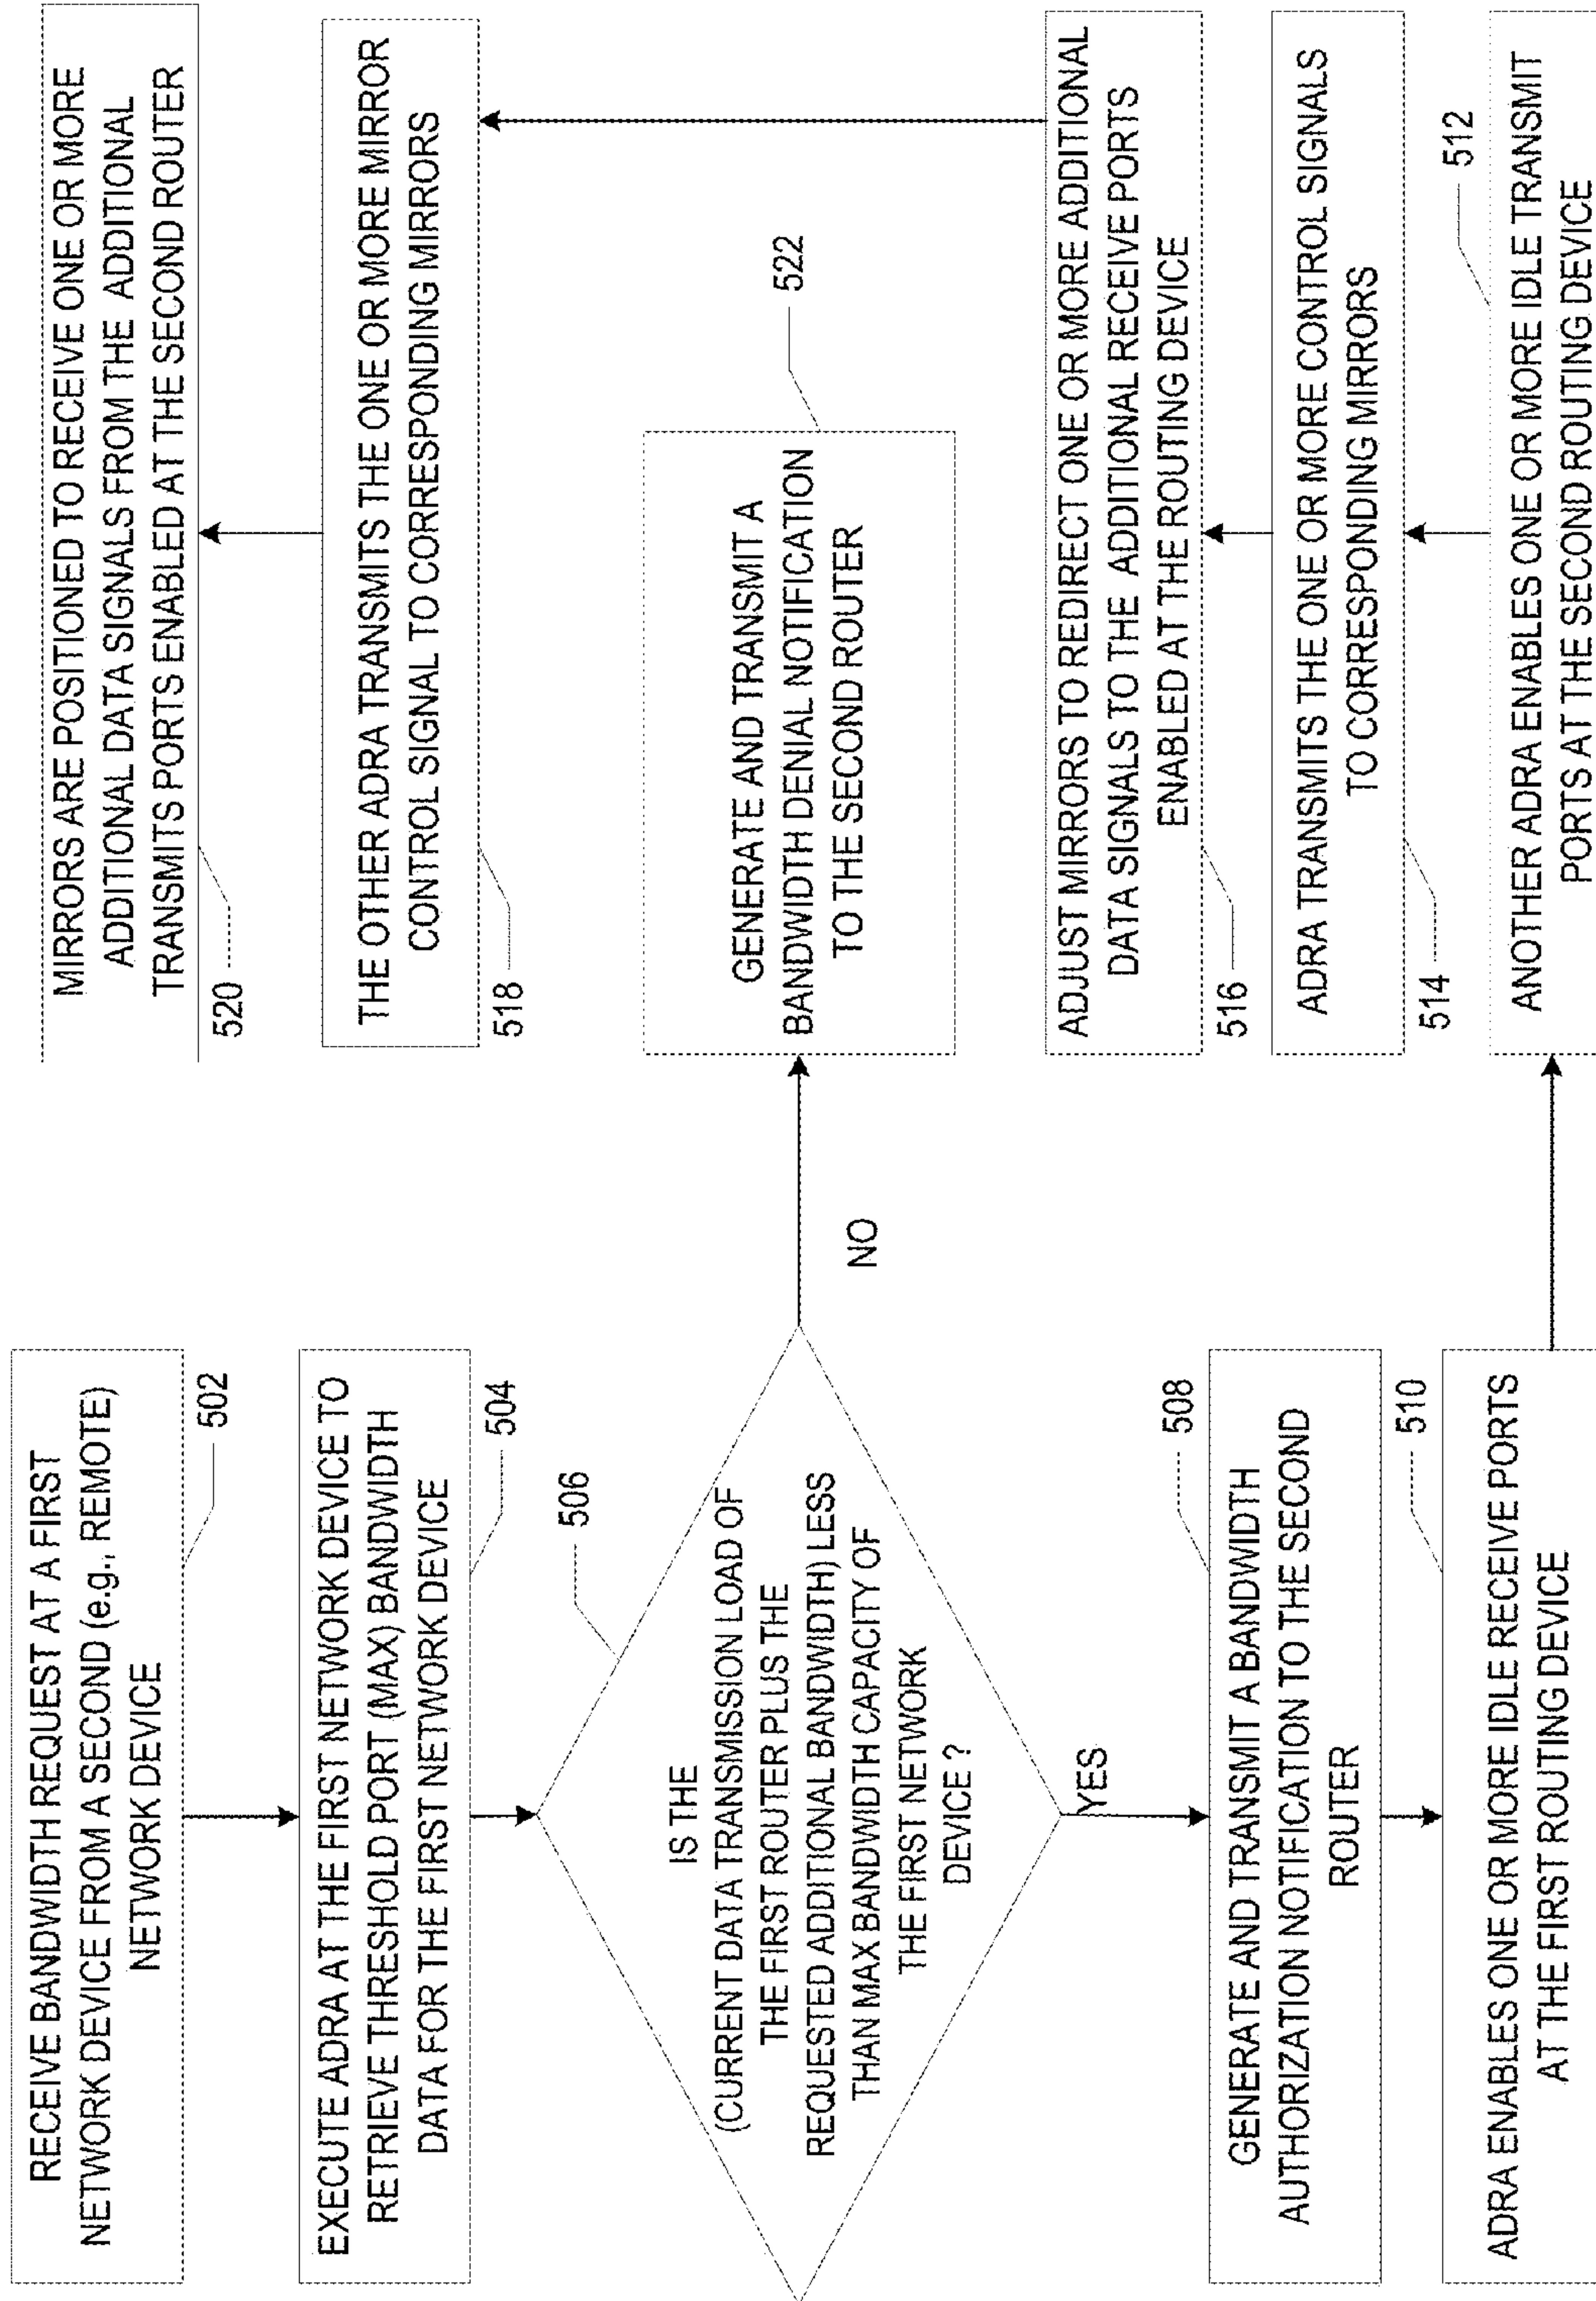 RECEIVE BANDWIDTH REQUEST AT A FIRST
NETWORK DEVICE FROM A SECOND (e.g., REMOTE)
NETWORK DEVICE
502
EXECUTE ADRA AT THE FIRST NETWORK DEVICE TO
RETRIEVE THRESHOLD PORT (MAX) BANDWIDTH
DATA FOR THE FIRST NETWORK DEVICE
504
506
IS THE
(CURRENT DATA TRANSMISSION LOAD OF
THE FIRST ROUTER PLUS THE
REQUESTED ADDITIONAL BANDWIDTH) LESS
THAN MAX BANDWIDTH CAPACITY OF
THE FIRST NETWORK
DEVICE ?
NO
YES
508
GENERATE AND TRANSMIT A BANDWIDTH
AUTHORIZATION NOTIFICATION TO THE SECOND
ROUTER
510
ADRA ENABLES ONE OR MORE IDLE RECEIVE PORTS
AT THE FIRST ROUTING DEVICE
512
ANOTHER ADRA ENABLES ONE OR MORE IDLE TRANSMIT
PORTS AT THE SECOND ROUTING DEVICE
ADRA TRANSMITS THE ONE OR MORE CONTROL SIGNALS
TO CORRESPONDING MIRRORS
514
ADJUST MIRRORS TO REDIRECT ONE OR MORE ADDITIONAL
DATA SIGNALS TO THE ADDITIONAL RECEIVE PORTS
ENABLED AT THE ROUTING DEVICE
516
GENERATE AND TRANSMIT A
BANDWIDTH DENIAL NOTIFICATION
TO THE SECOND ROUTER
522
THE OTHER ADRA TRANSMITS THE ONE OR MORE MIRROR
CONTROL SIGNAL TO CORRESPONDING MIRRORS
518
MIRRORS ARE POSITIONED TO RECEIVE ONE OR MORE
ADDITIONAL DATA SIGNALS FROM THE ADDITIONAL
TRANSMITS PORTS ENABLED AT THE SECOND ROUTER
520